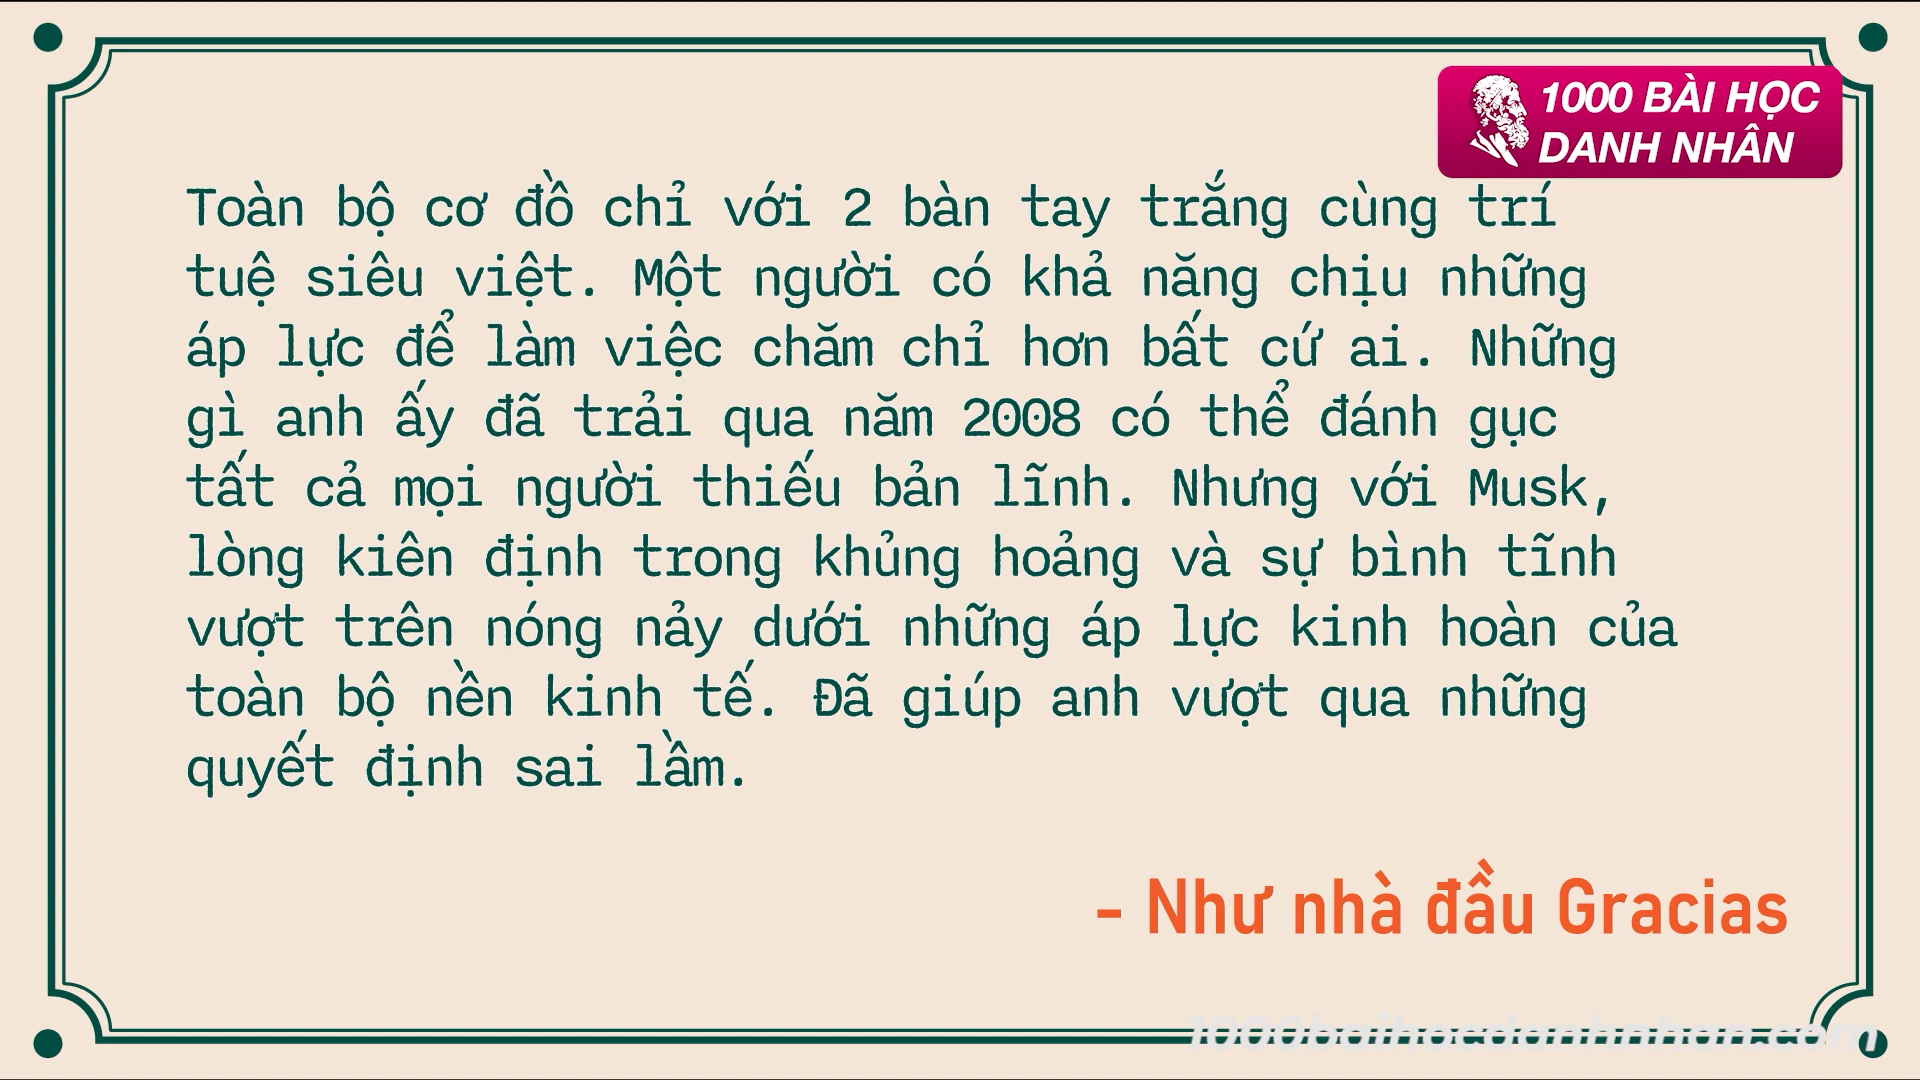 1000 BÀI HỌC
DANH NHÂN
Toàn bộ cơ đồ chỉ với 2 bàn tay trắng cùng trí
tuệ siêu việt. Một người có khả năng chịu những
áp lực để làm việc chăm chỉ hơn bất cứ ai. Những
gì anh ấy đã trải qua năm 2008 có thể đánh gục
tất cả mọi người thiếu bản lĩnh. Nhưng với Musk,
lòng kiên định trong khủng hoảng và sự bình tĩnh
vượt trên nóng nảy dưới những áp lực kinh hoàn của
toàn bộ nền kinh tế. Đã giúp anh vượt qua những
quyết định sai lầm.
- Như nhà đầu Gracias
1000baihocdanhnhan.com